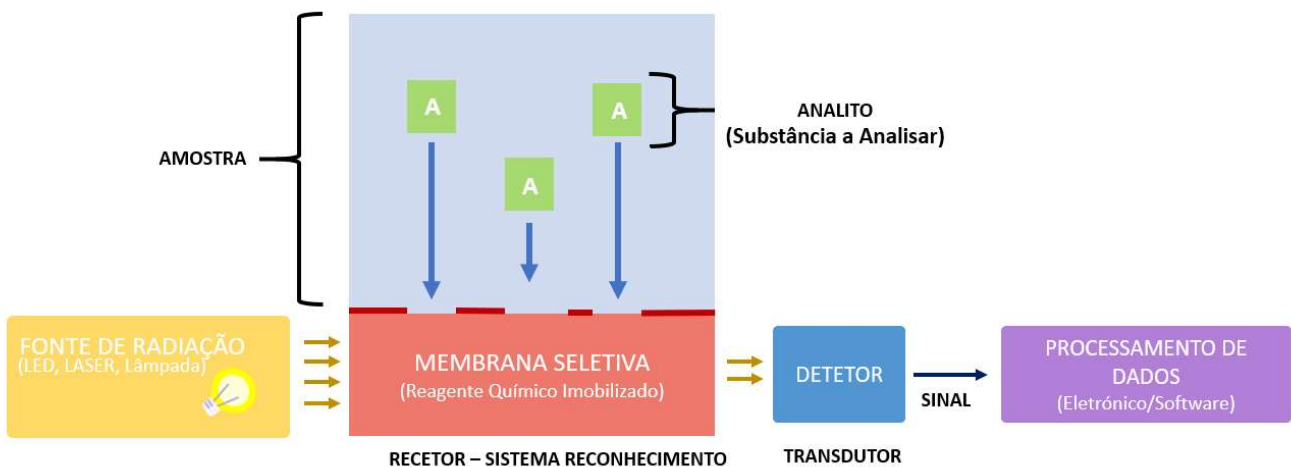 AMOSTRA
A
A
A
ANALITO
(Substância a Analisar)
FONTE DE RADIAÇÃO
(LED, LASER, Lâmpada)
MEMBRANA SELETIVA
(Reagente Químico Imobilizado)
RECETOR – SISTEMA RECONHECIMENTO
DETETOR
TRANSDUTOR
SINAL
PROCESSAMENTO DE
DADOS
(Eletrónico/Software)